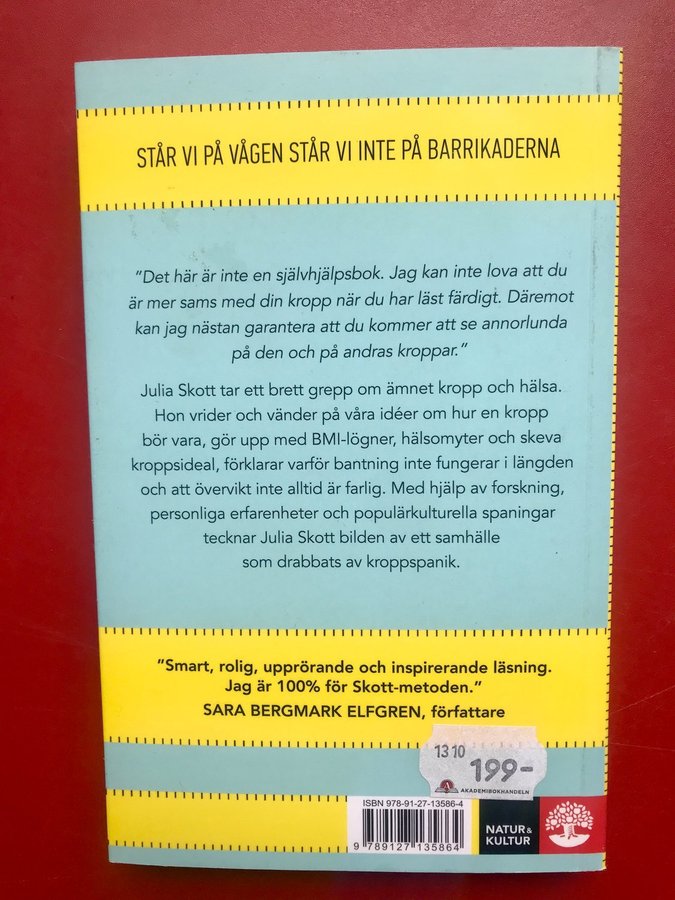 STÅR VI PÅ VÅGEN STÅR VI INTE PÅ BARRIKADERNA
”Det här är inte en självhjälpsbok. Jag kan inte lova att du
är mer sams med din kropp när du har läst färdigt. Däremot
kan jag nästan garantera att du kommer att se annorlunda
på den och på andras kroppar.”
Julia Skott tar ett brett grepp om ämnet kropp och hälsa.
Hon vrider och vänder på våra idéer om hur en kropp
bör vara, gör upp med BMI-lögner, hälsomyter och skeva
kroppsideal, förklarar varför bantning inte fungerar i längden
och att övervikt inte alltid är farlig. Med hjälp av forskning,
personliga erfarenheter och populärkulturella spaningar
tecknar Julia Skott bilden av ett samhälle
som drabbats av kroppspanik.
”Smart, rolig, upprörande och inspirerande läsning.
Jag är 100% för Skott-metoden.”
SARA BERGMARK ELFGREN, författare
13 10
199–
AKADEMIBOKHANDELN
ISBN 978-91-27-13586-4
9 789127 135864
NATUR &
KULTUR